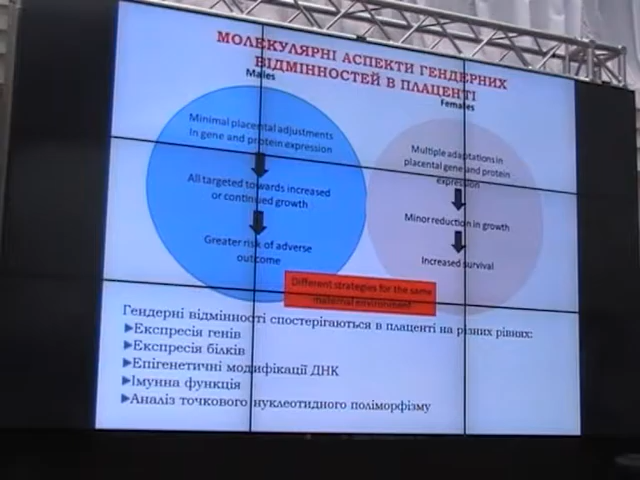 МОЛЕКУЛЯРНІ АСПЕКТИ ГЕНДЕРНИХ
ВІДМІННОСТЕЙ В ПЛАЦЕНТІ
Males
Minimal placental adjustments
In gene and protein expression
All targeted towards increased
or continued growth
Greater risk of adverse
outcome
Females
Multiple adaptations in
placental gene and protein
expression
Minor reduction in growth
Increased survival
Different strategies for the same
maternal environment
Гендерні відмінності спостерігаються в плаценті на різних рівнях:
Експресія генів
Експресія білків
Епігенетичні модифікації ДНК
Імунна функція
Аналіз точкового нуклеотидного поліморфізму